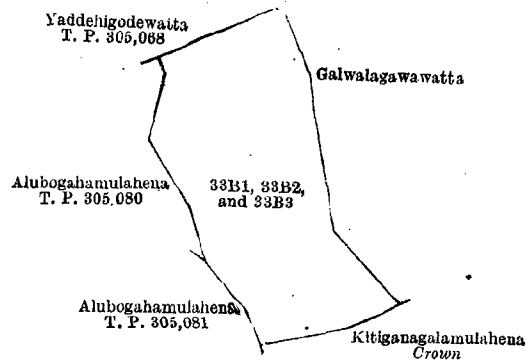 Yaddehigodewatta
T. P. 305,068
Galwalagawawatta
Alubogahamulahena
T. P. 305,080
33B1, 33B2,
and 33B3
Alubogahamulahena
T. P. 305,081
Kitiganagalamulahena
Crown